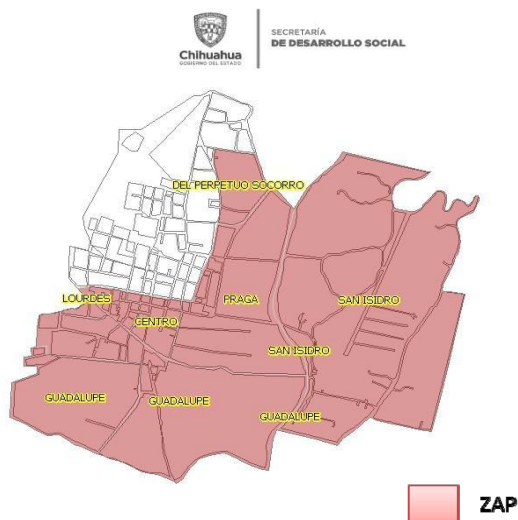 Chihuahua
GOBIERNO DEL ESTADO
SECRETARÍA
DE DESARROLLO SOCIAL
DEL PERPETUO SOCORRO
LOURDES
PRAGA
SAN ISIDRO
CENTRO
SAN ISIDRO
GUADALUPE
GUADALUPE
GUADALUPE
ZAP